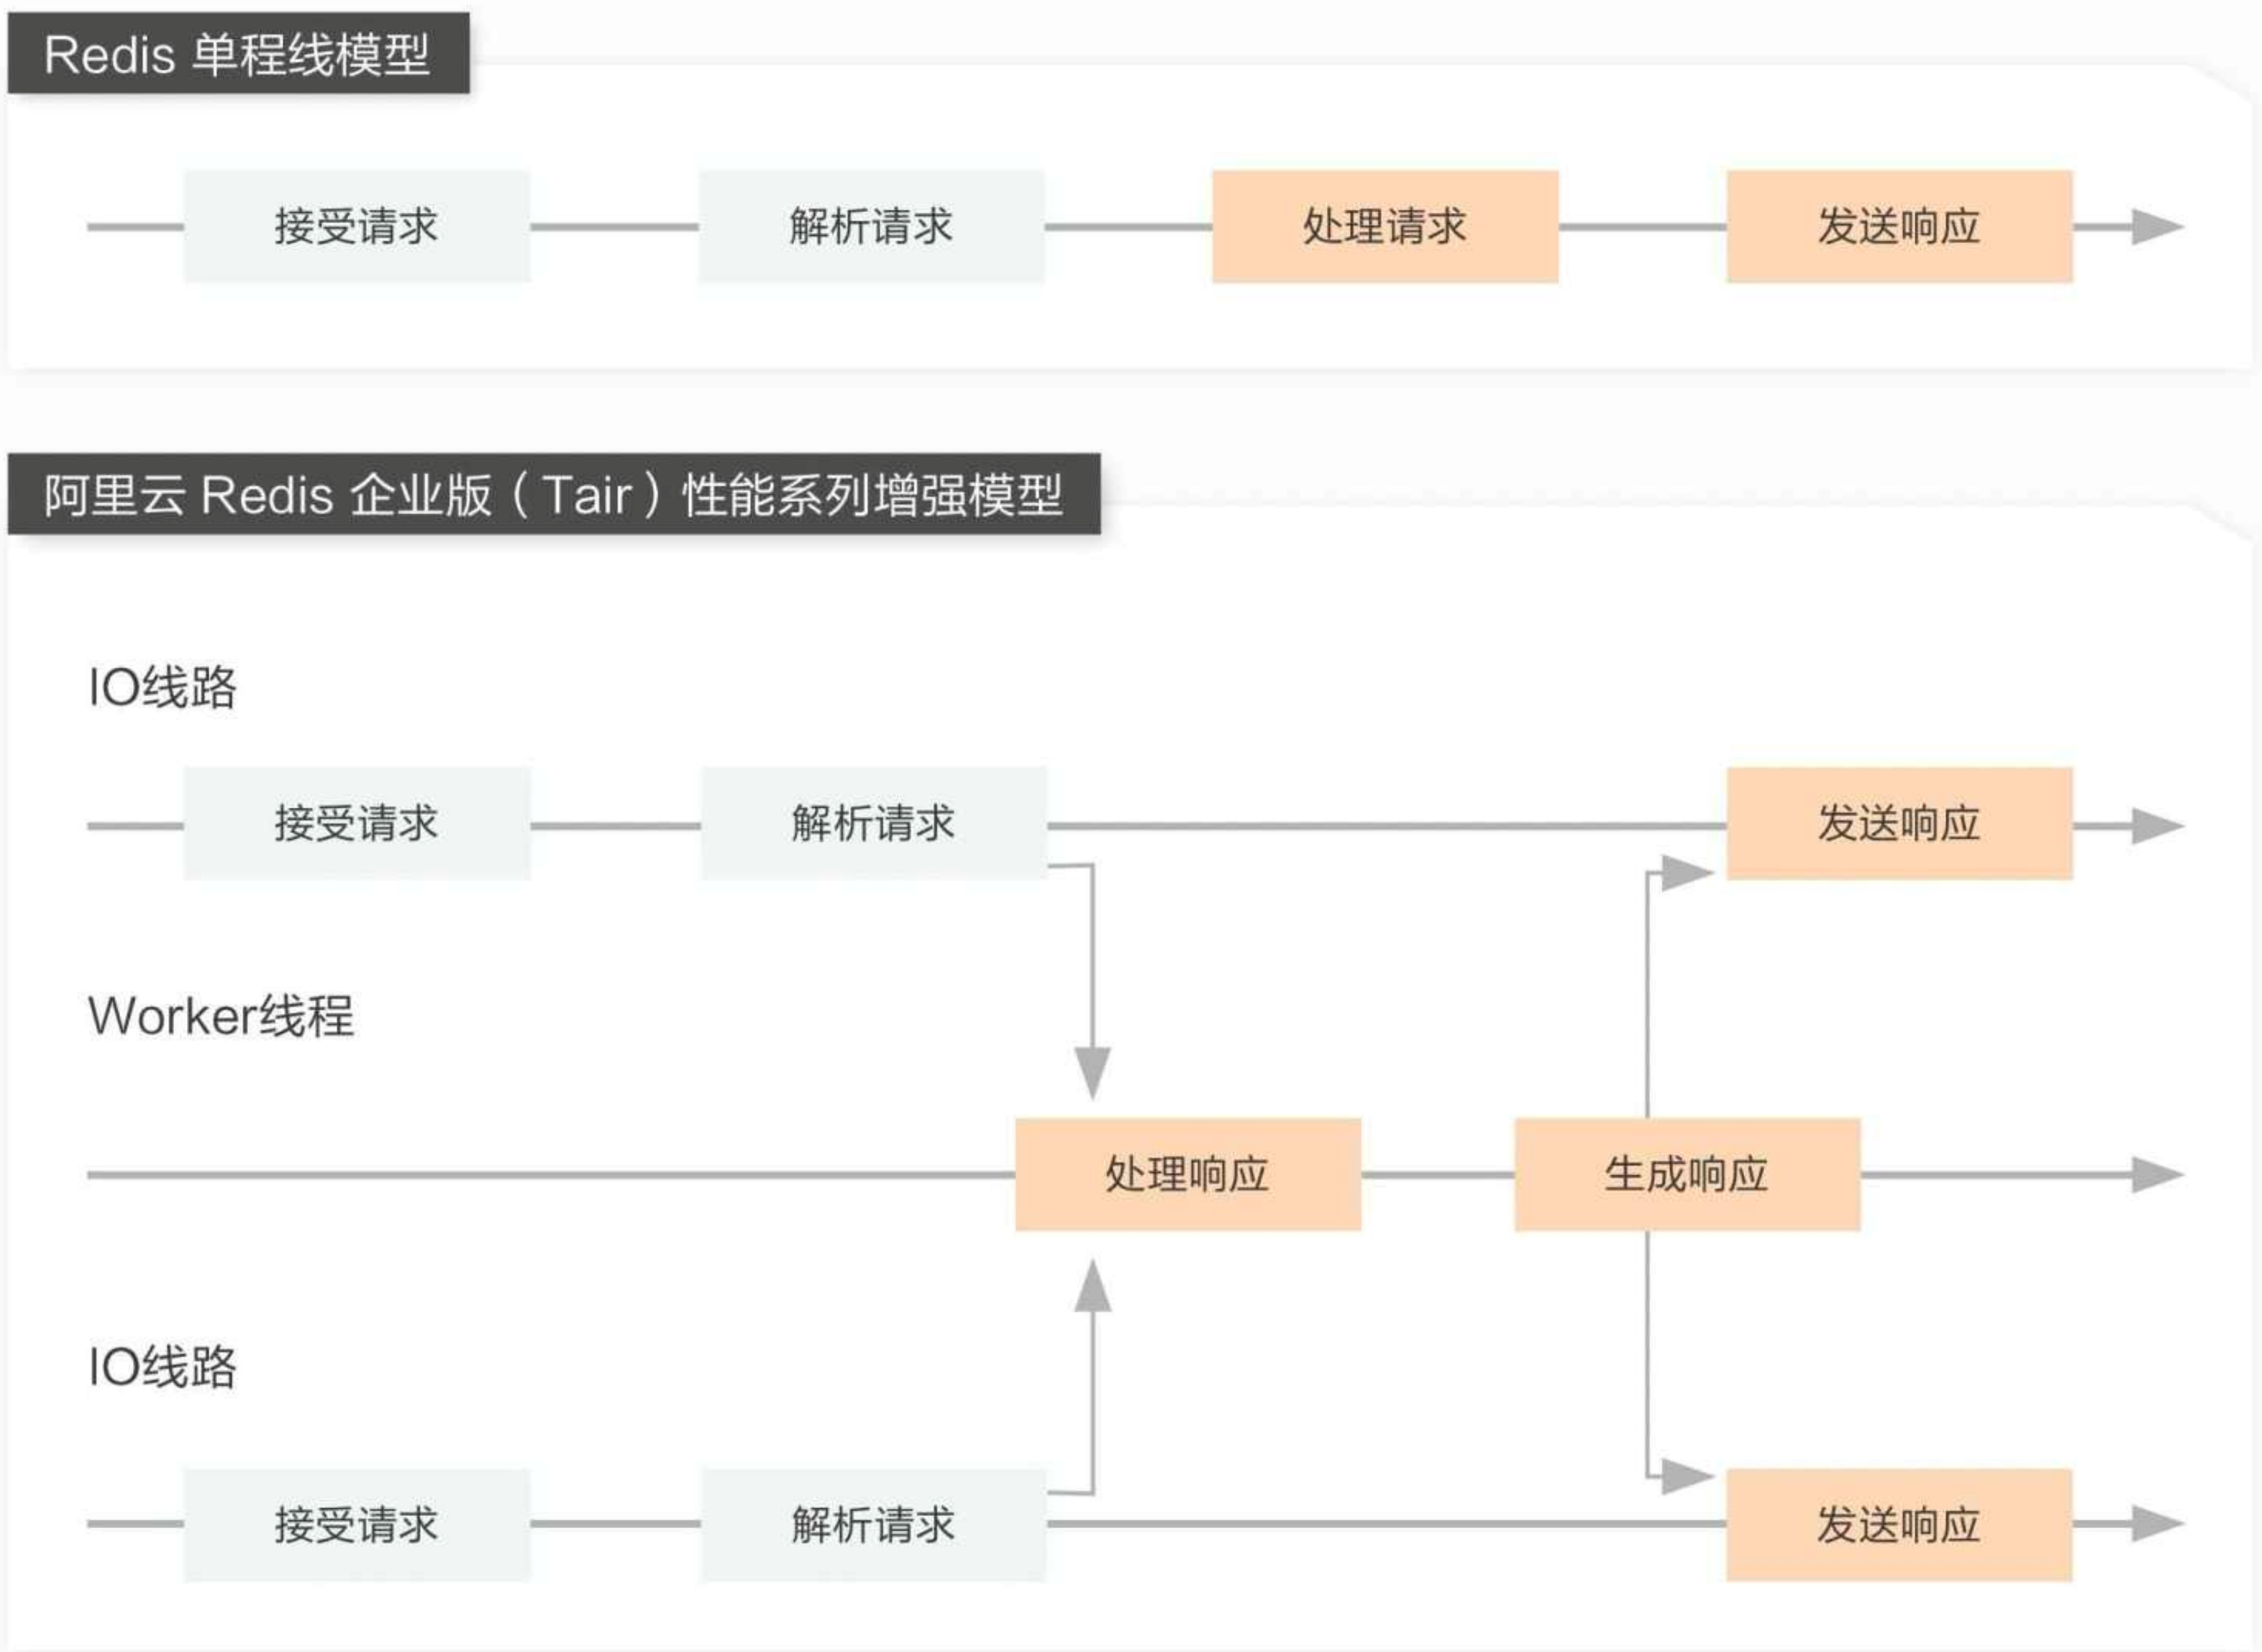 Redis 单程线模型
接受请求
解析请求
处理请求
发送响应
阿里云 Redis 企业版（Tair）性能系列增强模型
IO线路
接受请求
解析请求
发送响应
Worker线程
处理响应
生成响应
IO线路
接受请求
解析请求
发送响应